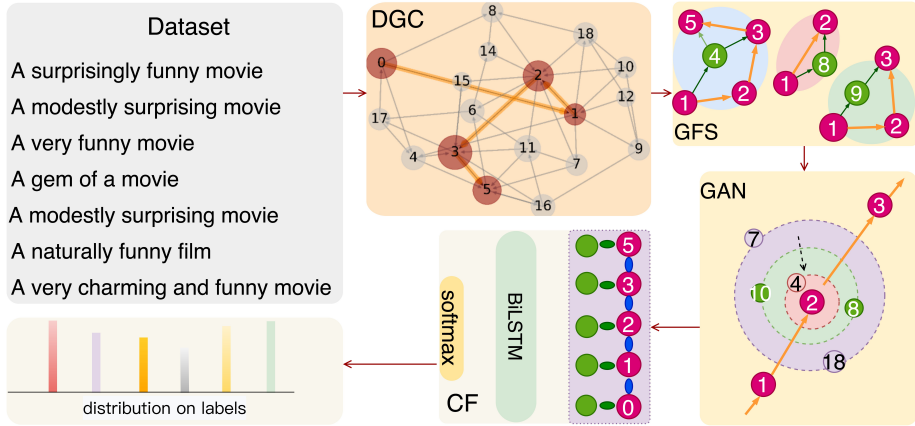 Dataset
A surprisingly funny movie
A modestly surprising movie
A very funny movie
A gem of a movie
A modestly surprising movie
A naturally funny film
A very charming and funny movie
DGC
8
18
0
14
2
10
15
12
1
17
6
3
11
9
4
7
5
16
GFS
5
3
4
1
2
2
8
1
3
9
1
2
GAN
3
7
4
10
2
8
18
1
5
3
2
1
0
BiLSTM
softmax
CF
distribution on labels